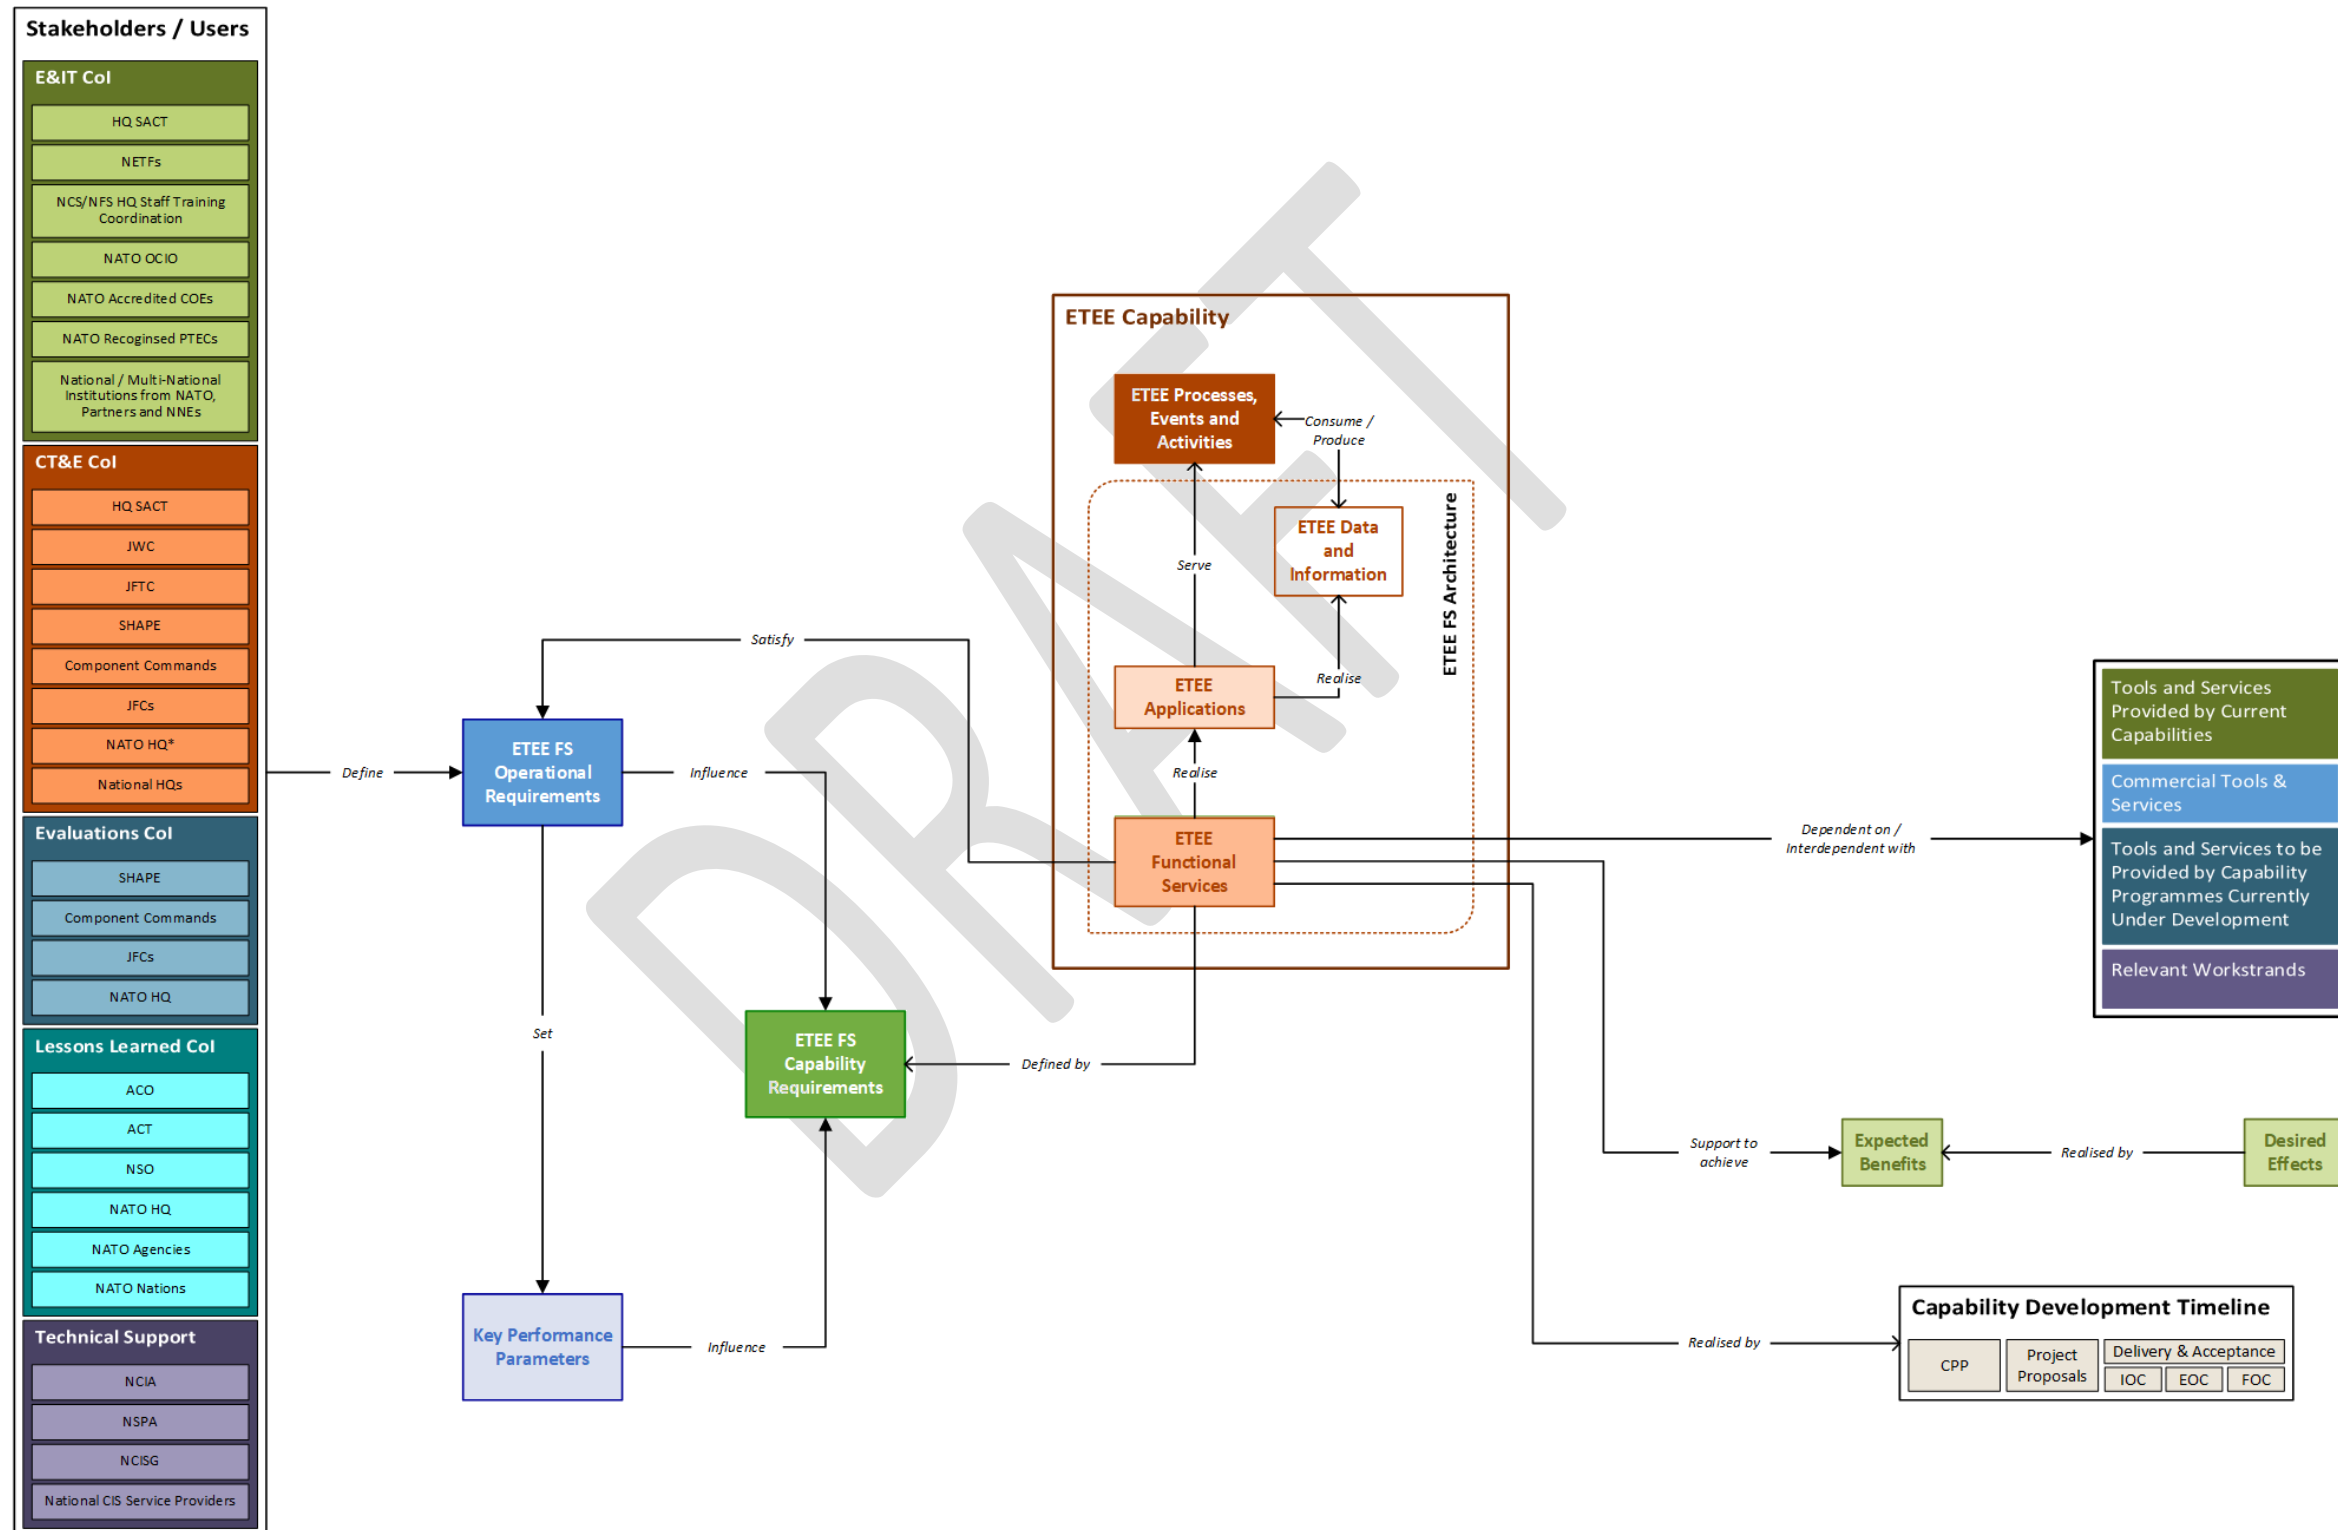 Stakeholders / Users
E&IT CoI
HQ SACT
NETFs
NCS/NFS HQ Staff Training
Coordination
NATO OCIO
NATO Accredited COEs
NATO Recoginsed PTECs
National / Multi-National
Institutions from NATO,
Partners and NNEs
CT&E CoI
HQ SACT
JWC
JFTC
SHAPE
Component Commands
JFCs
NATO HQ*
National HQs
Evaluations CoI
SHAPE
Component Commands
JFCs
NATO HQ
Lessons Learned CoI
ACO
ACT
NSO
NATO HQ
NATO Agencies
NATO Nations
Technical Support
NCIA
NSPA
NCISG
National CIS Service Providers
Define
ETEE FS
Operational
Requirements
Influence
Satisfy
Set
Key Performance
Parameters
Influence
ETEE FS
Capability
Requirements
Defined by
ETEE Capability
ETEE Processes,
Events and
Activities
Consume /
Produce
ETEE Data
and
Information
ETEE FS Architecture
Serve
Realise
ETEE
Applications
Realise
ETEE
Functional
Services
DRAFT
Dependent on /
Interdependent with
Tools and Services
Provided by Current
Capabilities
Commercial Tools &
Services
Tools and Services to be
Provided by Capability
Programmes Currently
Under Development
Relevant Workstrands
Support to
achieve
Expected
Benefits
Realised by
Desired
Effects
Realised by
Capability Development Timeline
CPP
Project
Proposals
Delivery & Acceptance
IOC
EOC
FOC